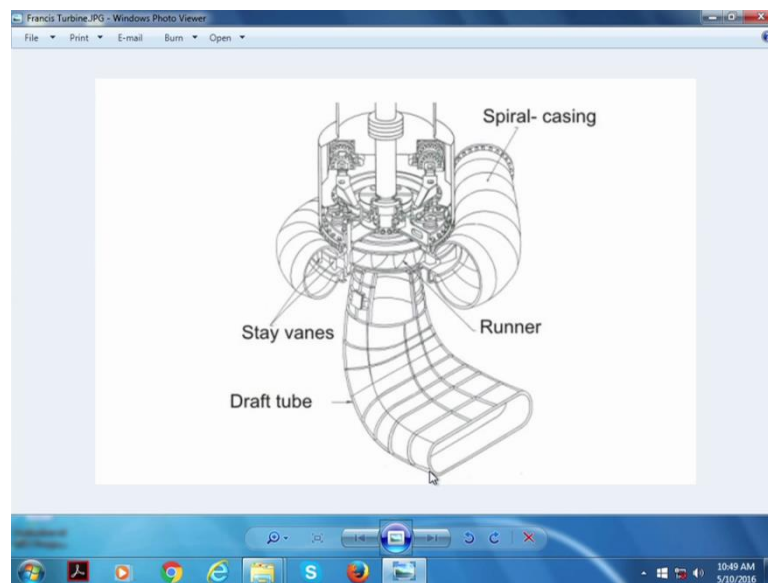 Francis Turbine.JPG - Windows Photo Viewer
File Print E-mail Burn Open
Spiral- casing
Stay vanes
Runner
Draft tube
10:49 AM
5/10/2016